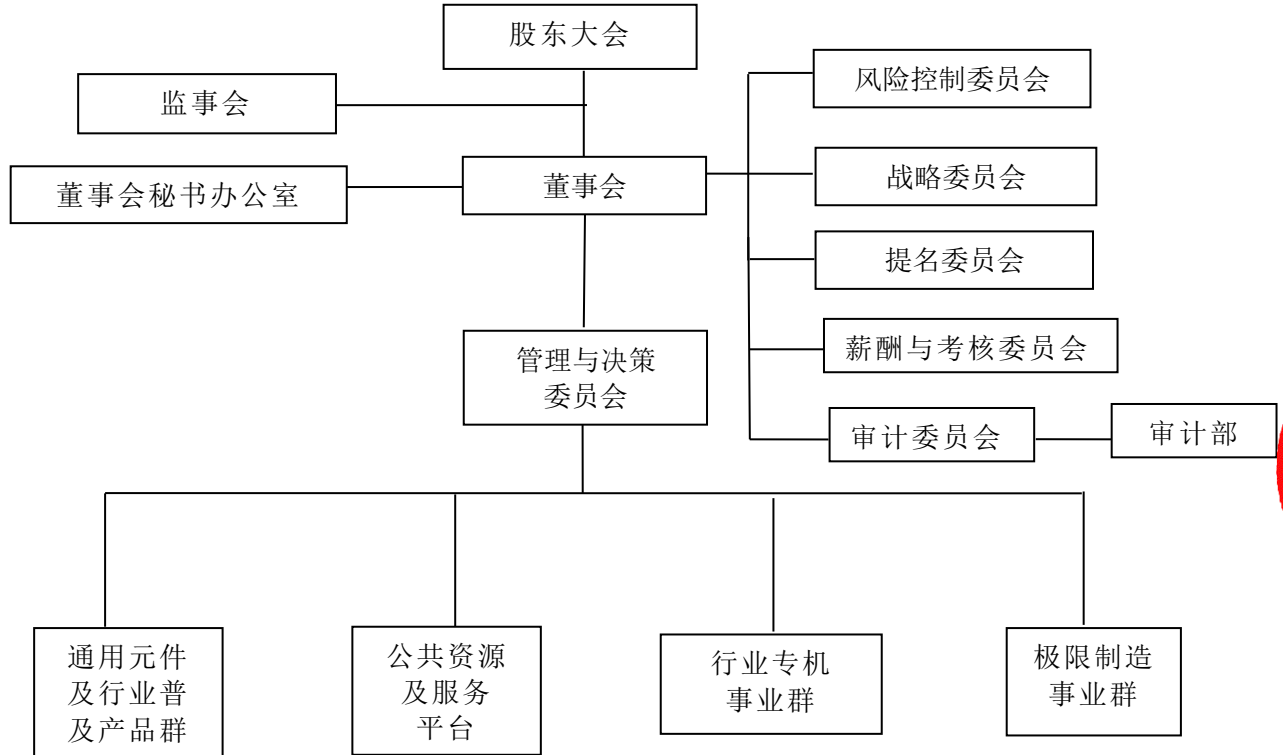 股东大会
监事会
风险控制委员会
董事会秘书办公室
董事会
战略委员会
提名委员会
管理与决策
委员会
薪酬与考核委员会
审计委员会
审计部
通用元件
及行业普
及产品群
公共资源
及服务
平台
行业专机
事业群
极限制造
事业群